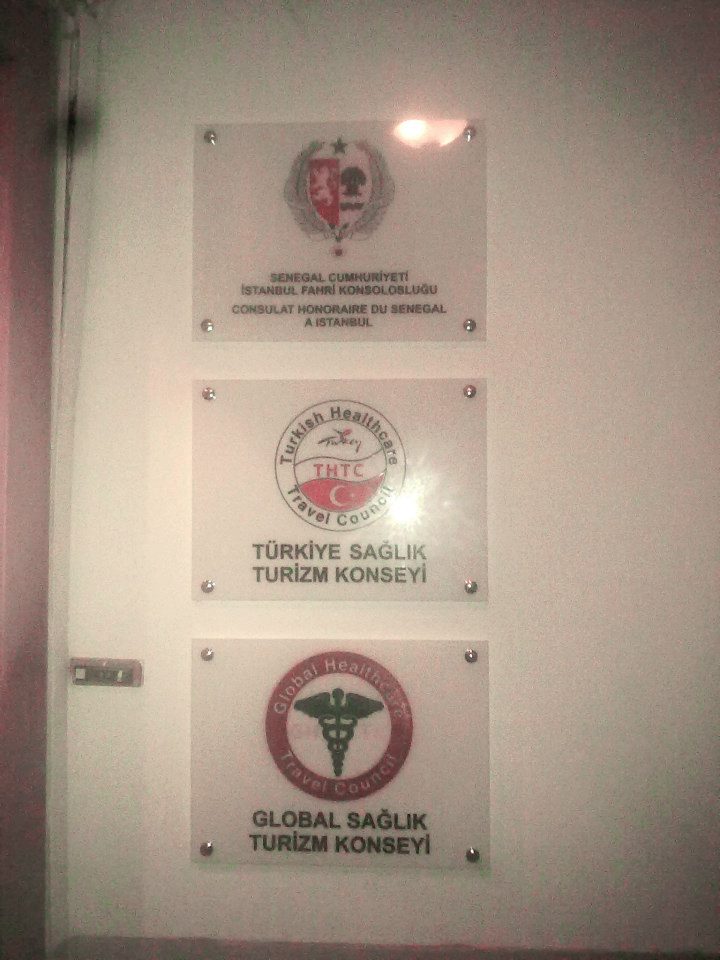 SENEGAL CUMHURİYETİ
İSTANBUL FAHRİ KONSOLOSLUĞU
CONSULAT HONORAIRE DU SENEGAL
A ISTANBUL
Turkish Healthcare
Turkey
THTC
Travel Council
TÜRKİYE SAĞLIK
TURİZM KONSEYİ
Global Healthcare
Travel Council
GLOBAL SAĞLIK
TURİZM KONSEYİ